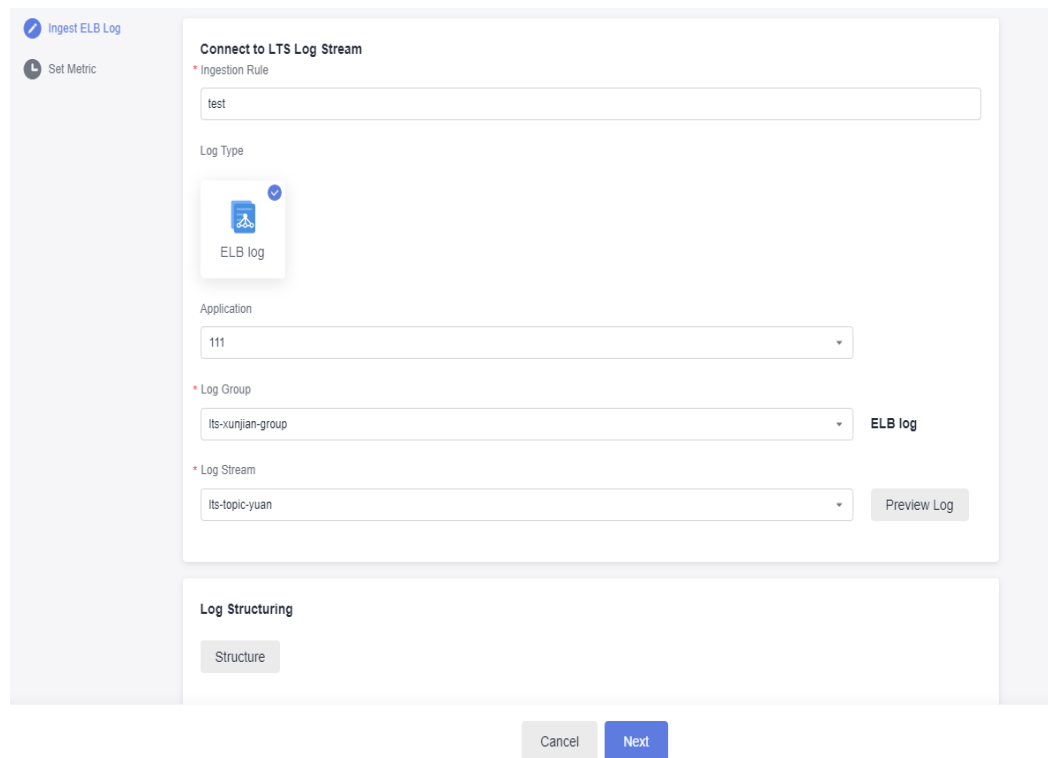 Ingest ELB Log
Set Metric
Connect to LTS Log Stream
* Ingestion Rule
test
Log Type
ELB log
Application
111
* Log Group
lts-xunjian-group
ELB log
* Log Stream
lts-topic-yuan
Preview Log
Log Structuring
Structure
Cancel
Next